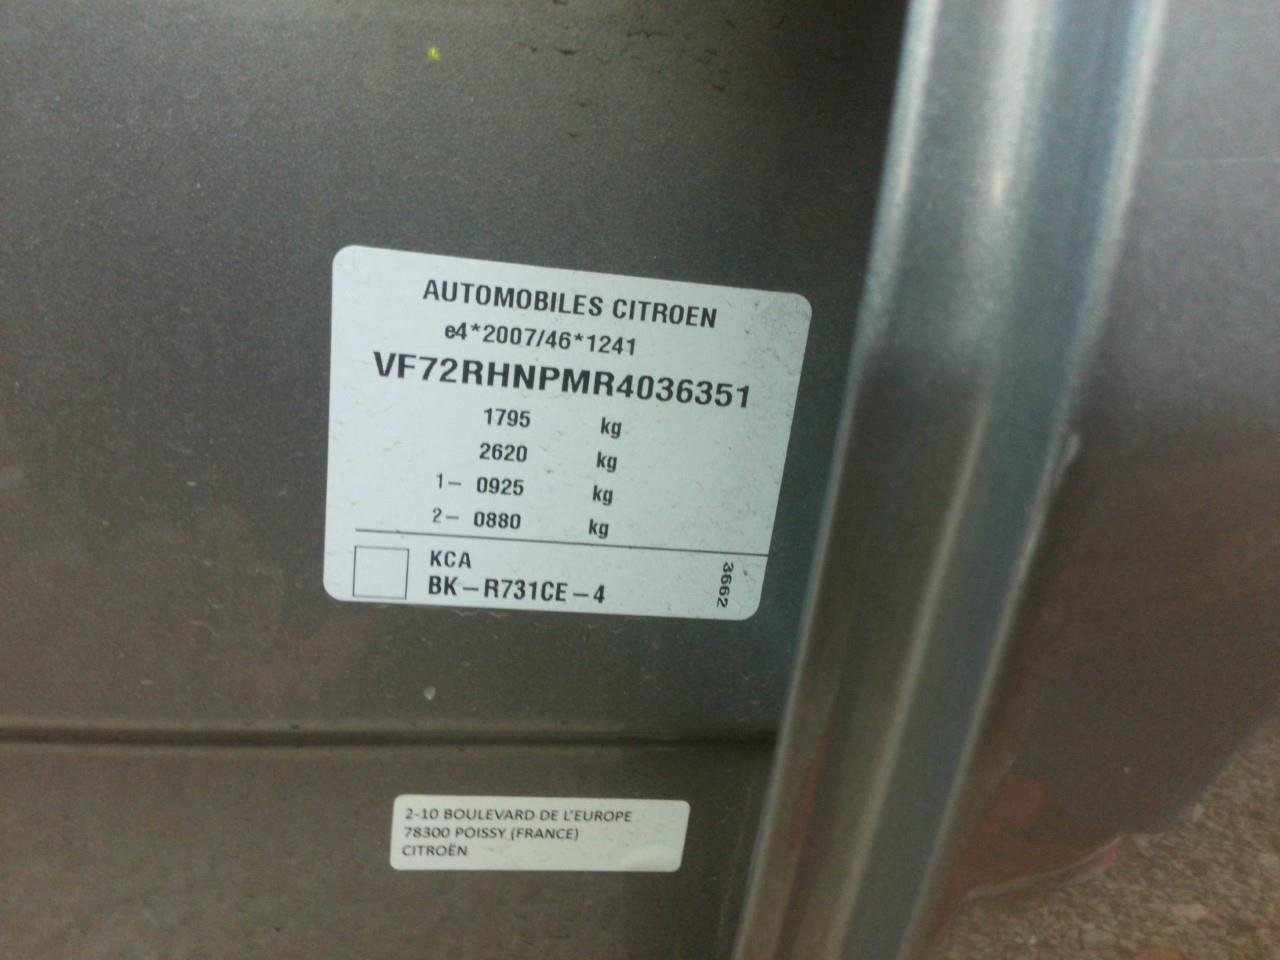 AUTOMOBILES CITROEN
e4*2007/46*1241
VF72RHNPMR4036351
1795 kg
2620 kg
1- 0925 kg
2- 0880 kg
KCA
BK-R731CE-4
3662
2-10 BOULEVARD DE L'EUROPE
78300 POISSY (FRANCE)
CITROËN